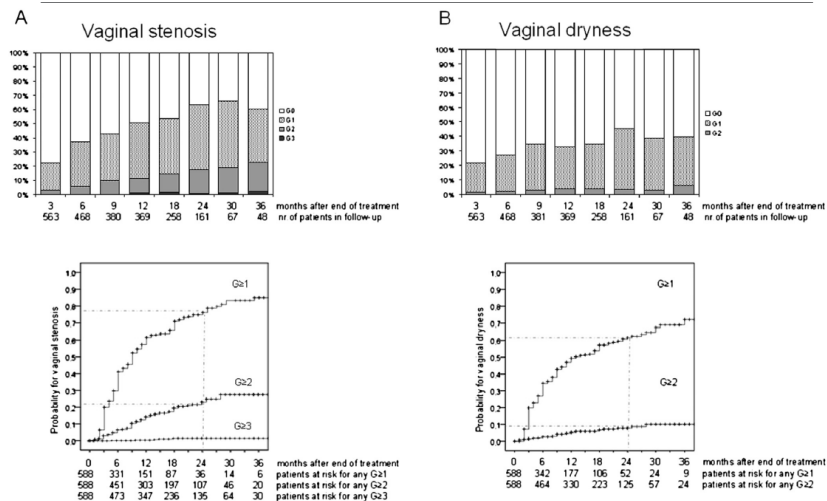 A
Vaginal stenosis
100%
90%
80%
70%
60%
50%
40%
30%
20%
10%
0%
G0
G1
G2
G3
3 6 9 12 18 24 30 36 months after end of treatment
563 468 380 369 258 161 67 48 nr of patients in follow-up
B
Vaginal dryness
100%
90%
80%
70%
60%
50%
40%
30%
20%
10%
0%
G0
G1
G2
3 6 9 12 18 24 30 36 months after end of treatment
563 468 381 369 258 161 67 48 nr of patients in follow-up
Probability for vaginal stenosis
1.0
0.9
0.8
0.7
0.6
0.5
0.4
0.3
0.2
0.1
0.0
G≥1
G≥2
G≥3
0 6 12 18 24 30 36 months after end of treatment
588 331 151 87 36 14 6 patients at risk for any G≥1
588 451 303 197 107 46 20 patients at risk for any G≥2
588 473 347 236 135 64 30 patients at risk for any G≥3
Probability for vaginal dryness
1.0
0.9
0.8
0.7
0.6
0.5
0.4
0.3
0.2
0.1
0.0
G≥1
G≥2
0 6 12 18 24 30 36 months after end of treatment
588 342 177 106 52 24 9 patients at risk for any G≥1
588 464 330 223 125 57 24 patients at risk for any G≥2